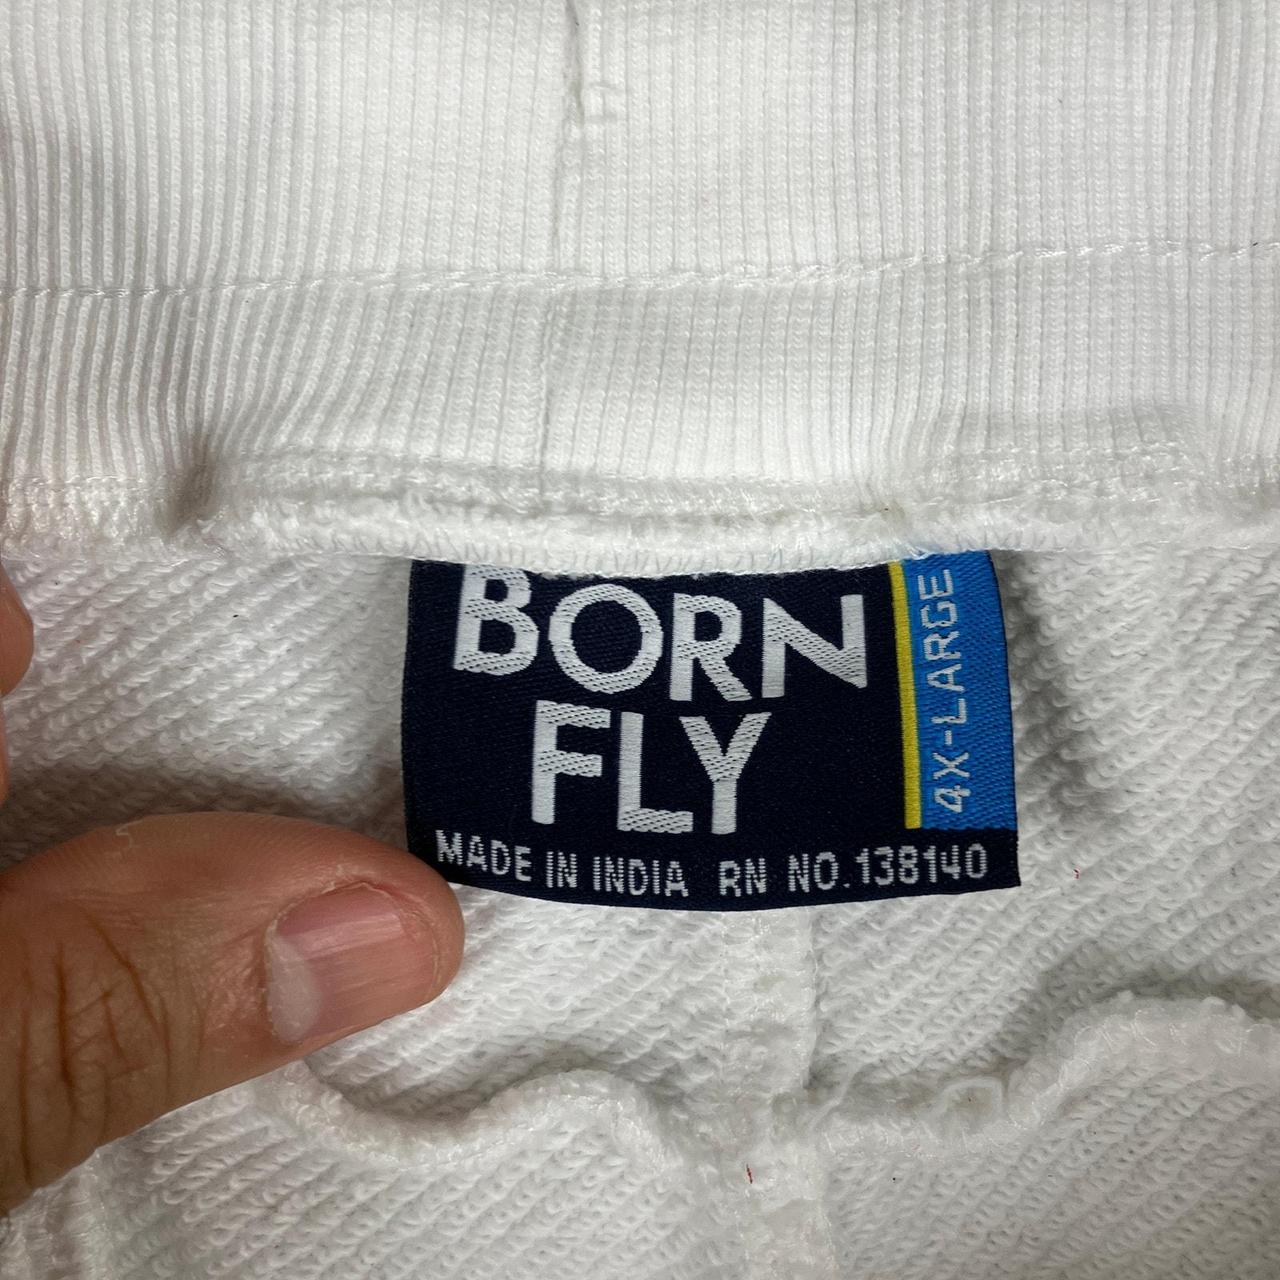 BORN
FLY
4X-LARGE
MADE IN INDIA RN NO.138140